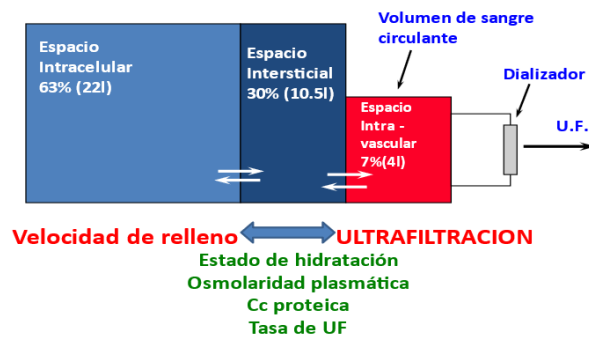 Espacio
Intracelular
63% (22l)
Espacio
Intersticial
30% (10.5l)
Volumen de sangre
circulante
Espacio
Intra -
vascular
7%(4l)
Dializador
U.F.
Velocidad de relleno
ULTRAFILTRACION
Estado de hidratación
Osmolaridad plasmática
Cc proteica
Tasa de UF